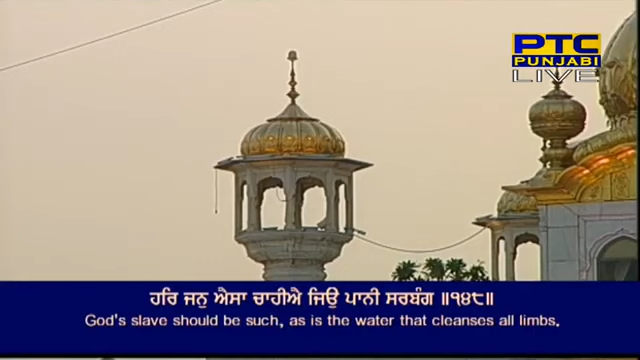 PTC
PUNJABI
LIVE
ਹਰਿ ਜਨੁ ਐਸਾ ਚਾਹੀਐ ਜਿਉ ਪਾਨੀ ਸਰਬੰਗ ॥੧੪੮॥
God's slave should be such, as is the water that cleanses all limbs.